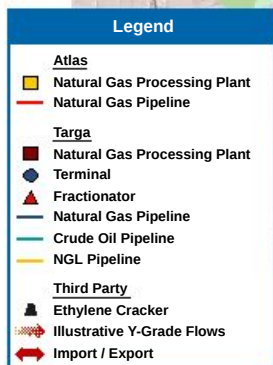 Legend
Atlas
Natural Gas Processing Plant
Natural Gas Pipeline
Targa
Natural Gas Processing Plant
Terminal
Fractionator
Natural Gas Pipeline
Crude Oil Pipeline
NGL Pipeline
Third Party
Ethylene Cracker
Illustrative Y-Grade Flows
Import / Export